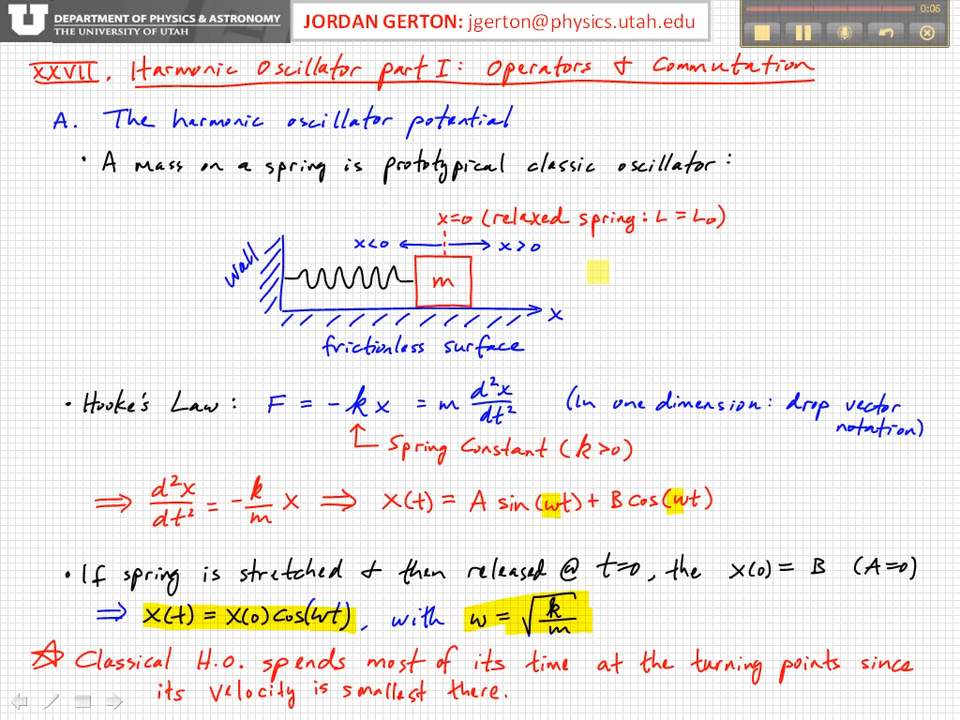 DEPARTMENT OF PHYSICS & ASTRONOMY
THE UNIVERSITY OF UTAH
JORDAN GERTON: jgerton@physics.utah.edu
0:06
XXVII. Harmonic Oscillator part I: Operators & Commutation
A. The harmonic oscillator potential
• A mass on a spring is prototypical classic oscillator:
x=0 (relaxed spring: L = L₀)
x<0 x>0
wall
m
x
frictionless surface
• Hooke's Law: F = -kx = m d²x/dt² (In one dimension: drop vector notation)
Spring Constant (k>0)
⇒ d²x/dt² = -k/m x ⇒ x(t) = A sin(ωt) + B cos(ωt)
• If spring is stretched & then released @ t=0, the x(0) = B (A=0)
⇒ x(t) = x(0) cos(ωt), with ω = √(k/m)
☆ Classical H.O. spends most of its time at the turning points since
its velocity is smallest there.